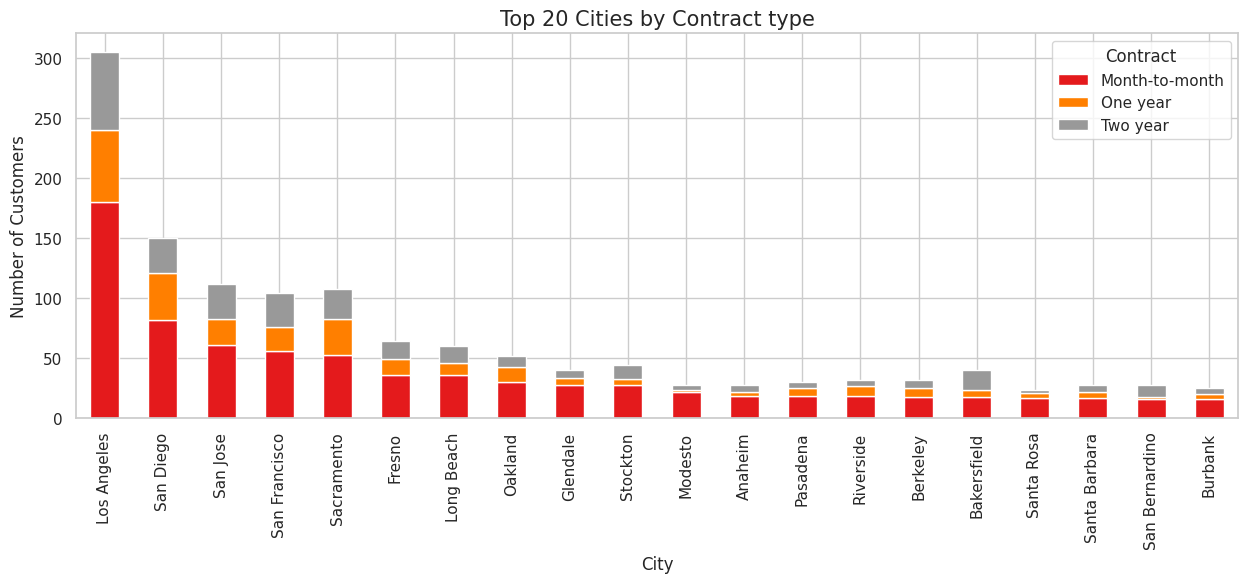 Top 20 Cities by Contract type
Number of Customers
300
250
200
150
100
50
0
Contract
Month-to-month
One year
Two year
Los Angeles
San Diego
San Jose
San Francisco
Sacramento
Fresno
Long Beach
Oakland
Glendale
Stockton
Modesto
Anaheim
Pasadena
Riverside
Berkeley
Bakersfield
Santa Rosa
Santa Barbara
San Bernardino
Burbank
City